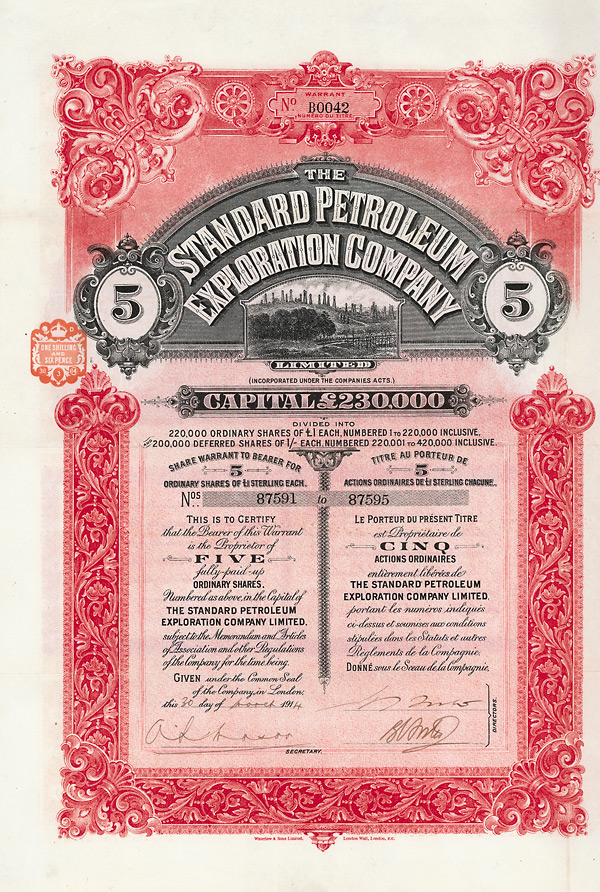 WARRANT
No B0042
NUMÉRO DU TITRE
THE
STANDARD PETROLEUM
EXPLORATION COMPANY
5
5
LIMITED
(INCORPORATED UNDER THE COMPANIES ACTS.)
ONE SHILLING
AND
SIX PENCE
CAPITAL £230,000
DIVIDED INTO
220,000 ORDINARY SHARES OF £1 EACH, NUMBERED 1 TO 220,000 INCLUSIVE,
200,000 DEFERRED SHARES OF 1/- EACH, NUMBERED 220,001 TO 420,000 INCLUSIVE.
SHARE WARRANT TO BEARER FOR
5
ORDINARY SHARES OF £1 STERLING EACH.
TITRE AU PORTEUR DE
5
ACTIONS ORDINAIRES DE £1 STERLING CHACUNE.
Nos. 87591 to 87595
THIS IS TO CERTIFY
that the Bearer of this Warrant
is the Proprietor of
FIVE
fully-paid-up
ORDINARY SHARES.
Numbered as above, in the Capital of
THE STANDARD PETROLEUM
EXPLORATION COMPANY LIMITED,
subject to the Memorandum and Articles
of Association and other Regulations
of the Company for the time being.
GIVEN under the Common Seal
of the Company, in London,
this 30 day of March 1914
LE PORTEUR DU PRÉSENT TITRE
est Propriétaire de
CINQ
ACTIONS ORDINAIRES
entièrement libérées de
THE STANDARD PETROLEUM
EXPLORATION COMPANY LIMITED,
portant les numéros indiqués
ci-dessus et soumises aux conditions
stipulées dans les Statuts et autres
Règlements de la Compagnie.
DONNÉ sous le Sceau de la Compagnie.
DIRECTORS.
SECRETARY.
Waterlow & Sons Limited, London Wall, London, E.C.